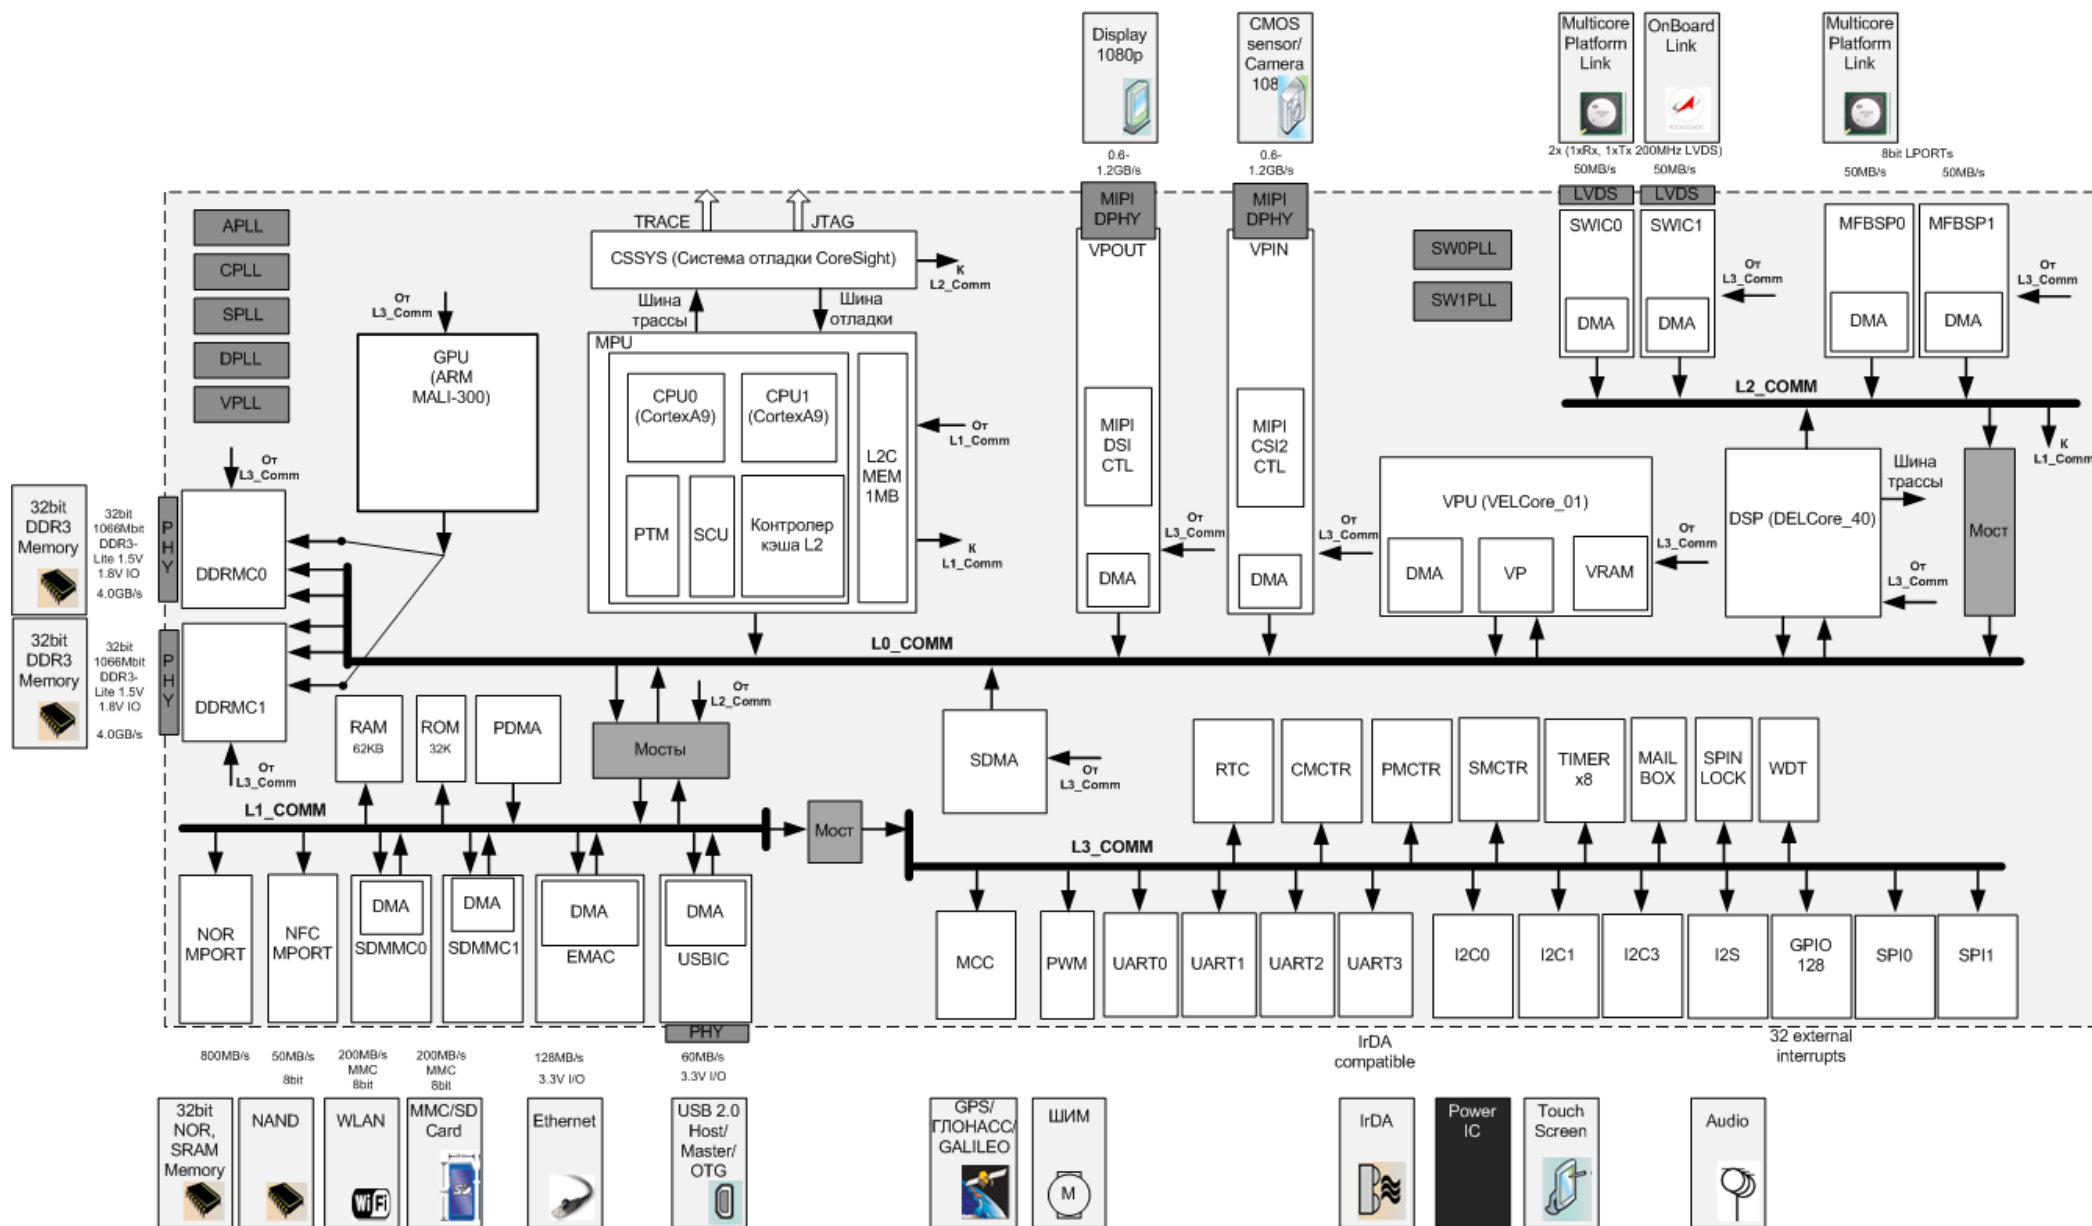 Display
1080p
CMOS
sensor/
Camera
108
Multicore
Platform
Link
OnBoard
Link
Multicore
Platform
Link
0.6-
1.2GB/s
0.6-
1.2GB/s
2x (1xRx, 1xTx 200MHz LVDS)
50MB/s
50MB/s
8bit LPORTs
50MB/s
50MB/s
APLL
CPLL
SPLL
DPLL
VPLL
TRACE
JTAG
CSSYS (Система отладки CoreSight)
К
L2_Comm
Шина
трассы
Шина
отладки
От
L3_Comm
GPU
(ARM
MALI-300)
MPU
CPU0
(CortexA9)
CPU1
(CortexA9)
PTM
SCU
Контролер
кэша L2
L2C
MEM
1MB
От
L1_Comm
К
L1_Comm
MIPI
DPHY
VPOUT
MIPI
DSI
CTL
DMA
От
L3_Comm
MIPI
DPHY
VPIN
MIPI
CSI2
CTL
DMA
От
L3_Comm
SW0PLL
SW1PLL
LVDS
LVDS
SWIC0
DMA
SWIC1
DMA
От
L3_Comm
MFBSP0
DMA
MFBSP1
DMA
От
L3_Comm
L2_COMM
К
L1_Comm
VPU (VELCore_01)
DMA
VP
VRAM
От
L3_Comm
DSP (DELCore_40)
Шина
трассы
От
L3_Comm
Мост
От
L3_Comm
32bit
DDR3
Memory
32bit
1066Mbit
DDR3-
Lite 1.5V
1.8V IO
4.0GB/s
PHY
DDRMC0
32bit
DDR3
Memory
32bit
1066Mbit
DDR3-
Lite 1.5V
1.8V IO
4.0GB/s
PHY
DDRMC1
От
L3_Comm
L0_COMM
RAM
62KB
ROM
32K
PDMA
Мосты
От
L2_Comm
SDMA
От
L3_Comm
RTC
CMCTR
PMCTR
SMCTR
TIMER
x8
MAIL
BOX
SPIN
LOCK
WDT
L1_COMM
Мост
L3_COMM
NOR
MPORT
NFC
MPORT
DMA
SDMMC0
DMA
SDMMC1
DMA
EMAC
DMA
USBIC
PHY
MCC
PWM
UART0
UART1
UART2
UART3
I2C0
I2C1
I2C3
I2S
GPIO
128
SPI0
SPI1
800MB/s
50MB/s
8bit
200MB/s
MMC
8bit
200MB/s
MMC
8bit
128MB/s
3.3V I/O
60MB/s
3.3V I/O
IrDA
compatible
32 external
interrupts
32bit
NOR,
SRAM
Memory
NAND
WLAN
WiFi
MMC/SD
Card
Ethernet
USB 2.0
Host/
Master/
OTG
GPS/
ГЛОНАСС/
GALILEO
ШИМ
M
IrDA
Power
IC
Touch
Screen
Audio